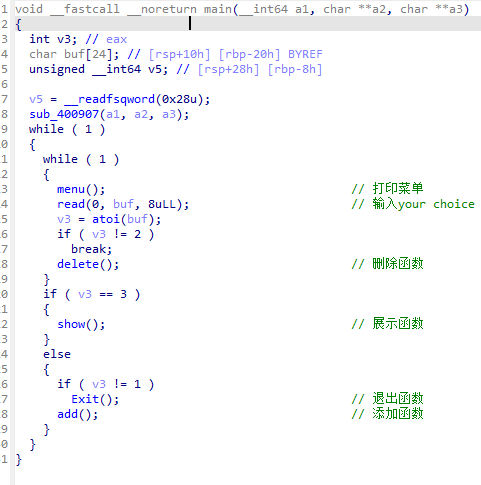 1 void __fastcall __noreturn main(__int64 a1, char **a2, char **a3)
2 {
3   int v3; // eax
4   char buf[24]; // [rsp+10h] [rbp-20h] BYREF
5   unsigned __int64 v5; // [rsp+28h] [rbp-8h]
6
7   v5 = __readfsqword(0x28u);
8   sub_400907(a1, a2, a3);
9   while ( 1 )
0   {
1     while ( 1 )
2     {
3       menu();                                // 打印菜单
4       read(0, buf, 8uLL);                    // 输入your choice
5       v3 = atoi(buf);
6       if ( v3 != 2 )
7         break;
8       delete();                              // 删除函数
9     }
0     if ( v3 == 3 )
1     {
2       show();                                // 展示函数
3     }
4     else
5     {
6       if ( v3 != 1 )
7         Exit();                              // 退出函数
8       add();                                 // 添加函数
9     }
0   }
1 }